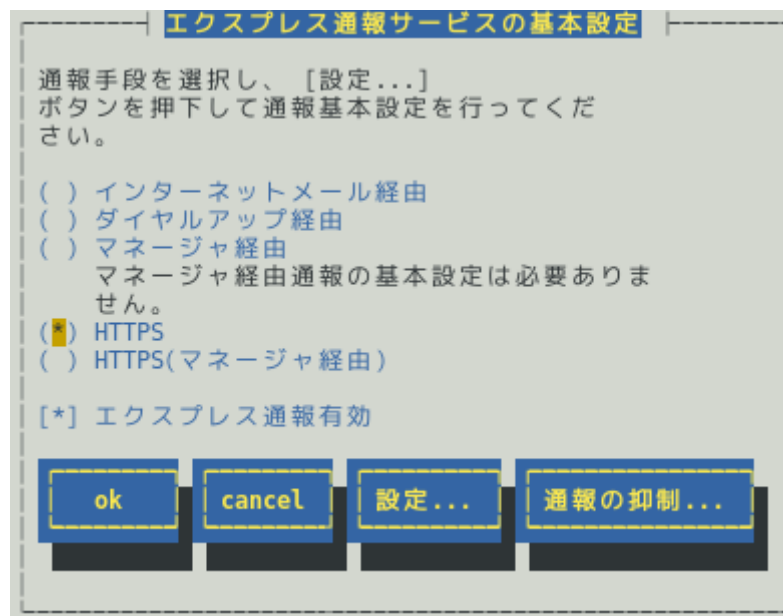 エクスプレス通報サービスの基本設定
通報手段を選択し、 [設定...]
ボタンを押下して通報基本設定を行ってくだ
さい。
( ) インターネットメール経由
( ) ダイヤルアップ経由
( ) マネージャ経由
マネージャ経由通報の基本設定は必要ありま
せん。
(*) HTTPS
( ) HTTPS(マネージャ経由)
[*] エクスプレス通報有効
ok cancel 設定... 通報の抑制...